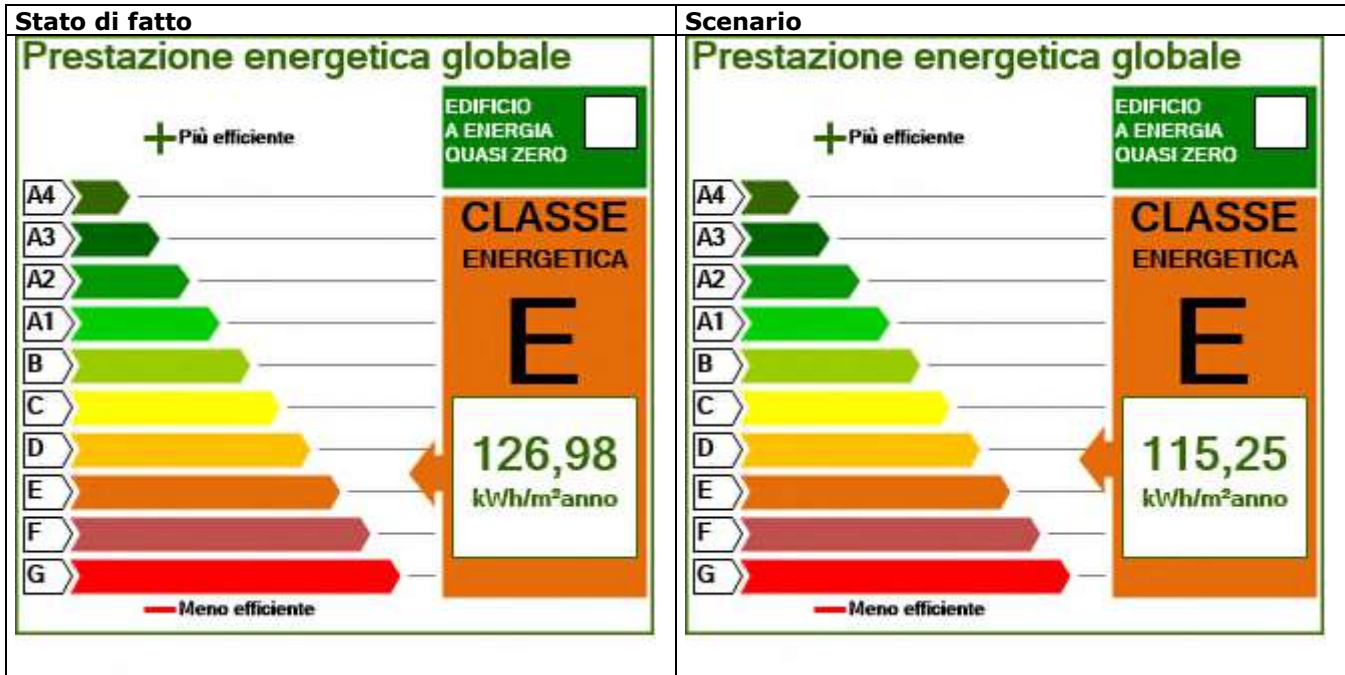 Stato di fatto
Prestazione energetica globale
Più efficiente
EDIFICIO
A ENERGIA
QUASI ZERO
A4
A3
A2
A1
B
C
D
E
F
G
CLASSE
ENERGETICA
E
126,98
kWh/m²anno
Meno efficiente
Scenario
Prestazione energetica globale
Più efficiente
EDIFICIO
A ENERGIA
QUASI ZERO
A4
A3
A2
A1
B
C
D
E
F
G
CLASSE
ENERGETICA
E
115,25
kWh/m²anno
Meno efficiente